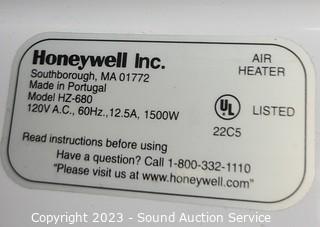 Honeywell Inc.
Southborough, MA 01772
Made in Portugal
Model HZ-680
120V A.C., 60Hz., 12.5A, 1500W
AIR
HEATER
UL
LISTED
22C5
Read instructions before using
Have a question? Call 1-800-332-1110
"Please visit us at www.honeywell.com"
Copyright 2023 - Sound Auction Service